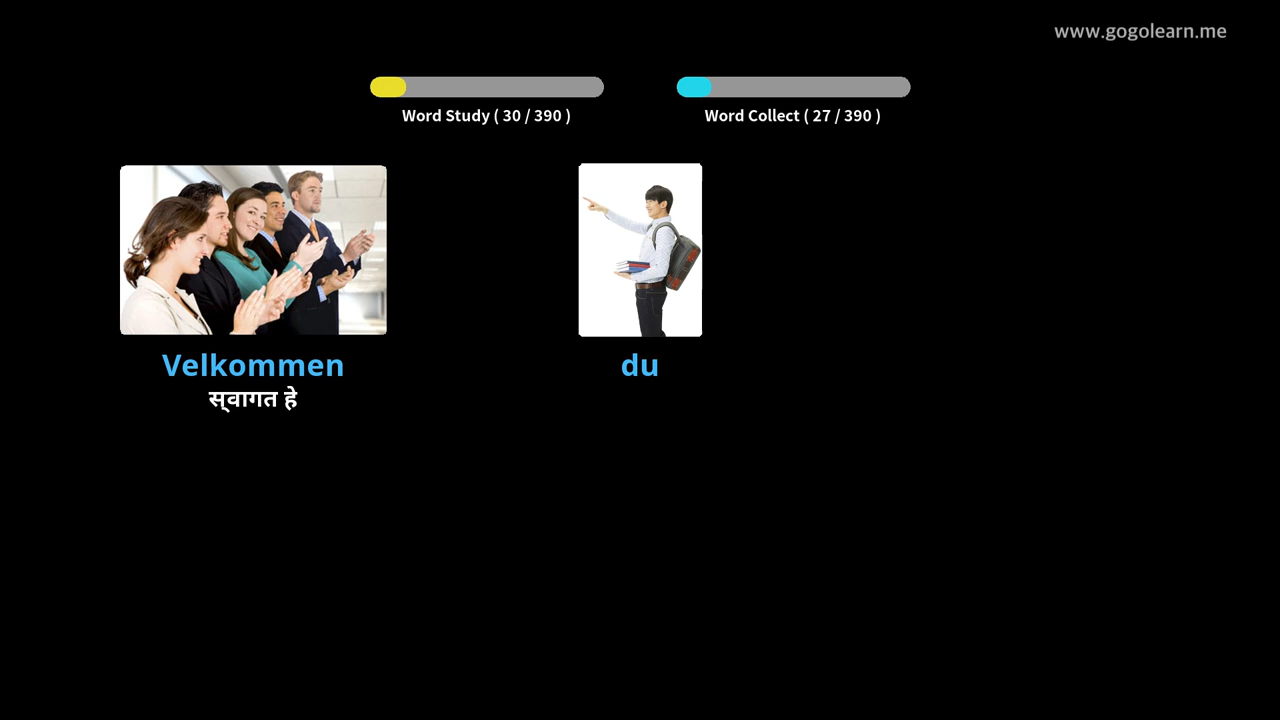 www.gogolearn.me
Word Study ( 30 / 390 )
Word Collect ( 27 / 390 )
Velkommen
स्वागत हे
du